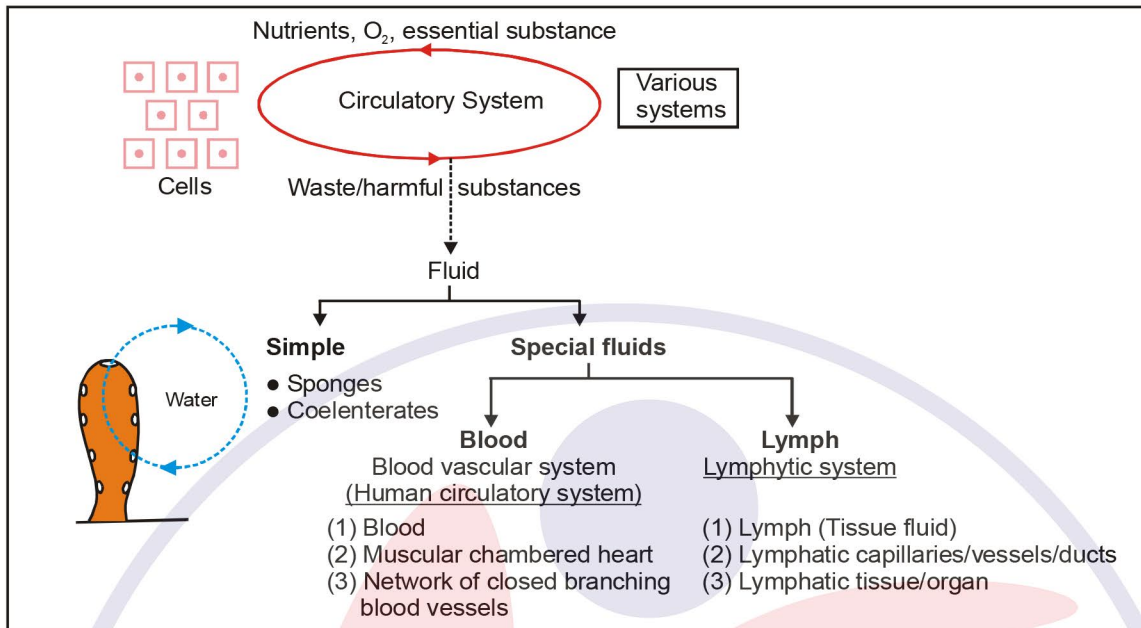 Nutrients, O₂, essential substance
Circulatory System
Various
systems
Cells
Waste/harmful substances
Fluid
Simple
● Sponges
● Coelenterates
Water
Special fluids
Blood
Blood vascular system
(Human circulatory system)
(1) Blood
(2) Muscular chambered heart
(3) Network of closed branching
blood vessels
Lymph
Lymphytic system
(1) Lymph (Tissue fluid)
(2) Lymphatic capillaries/vessels/ducts
(3) Lymphatic tissue/organ